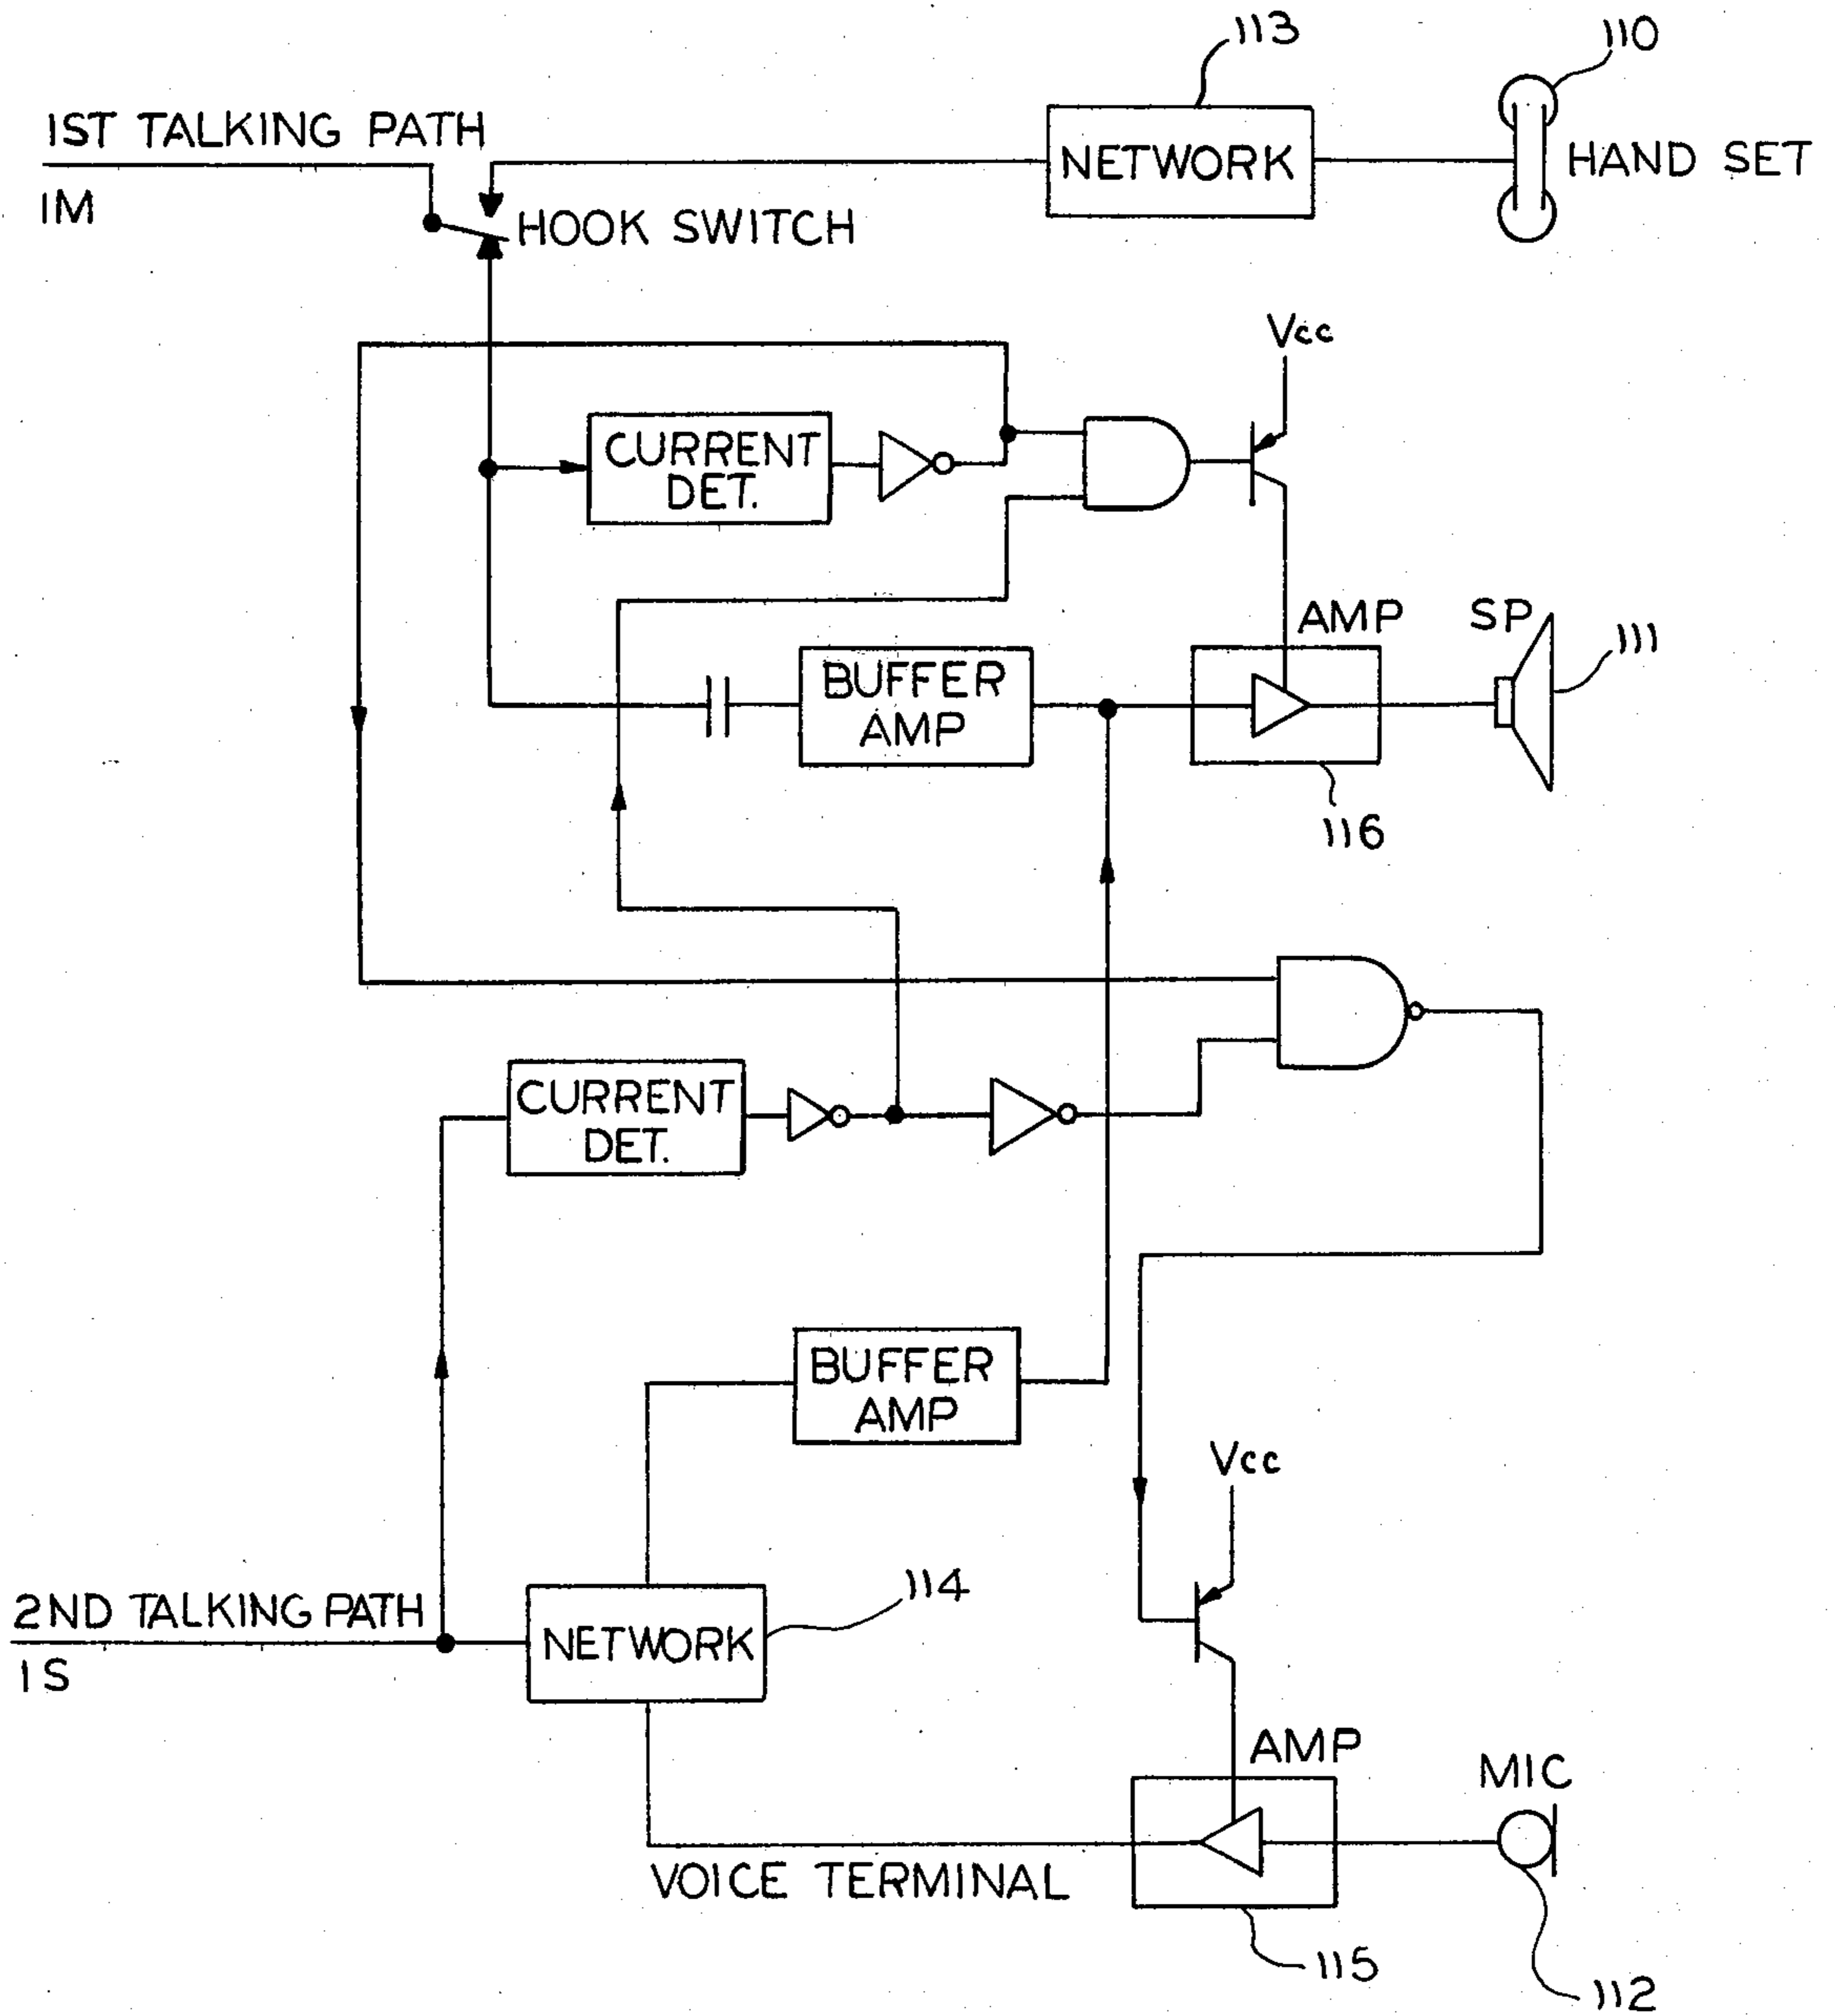 113
110
1ST TALKING PATH
NETWORK
HAND SET
1M
HOOK SWITCH
Vcc
CURRENT
DET.
AMP
SP
111
BUFFER
AMP
116
CURRENT
DET.
BUFFER
AMP
Vcc
114
2ND TALKING PATH
NETWORK
1S
AMP
MIC
VOICE TERMINAL
115
112